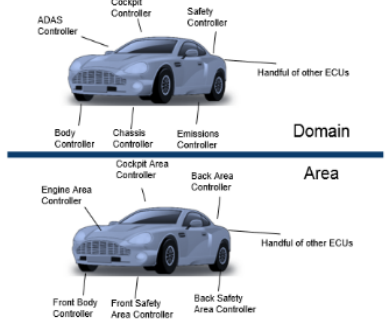 Cockpit
Controller
ADAS
Controller
Safety
Controller
Handful of other ECUs
Body
Controller
Chassis
Controller
Emissions
Controller
Domain
Area
Cockpit Area
Controller
Back Area
Controller
Engine Area
Controller
Handful of other ECUs
Front Body
Controller
Front Safety
Area Controller
Back Safety
Area Controller